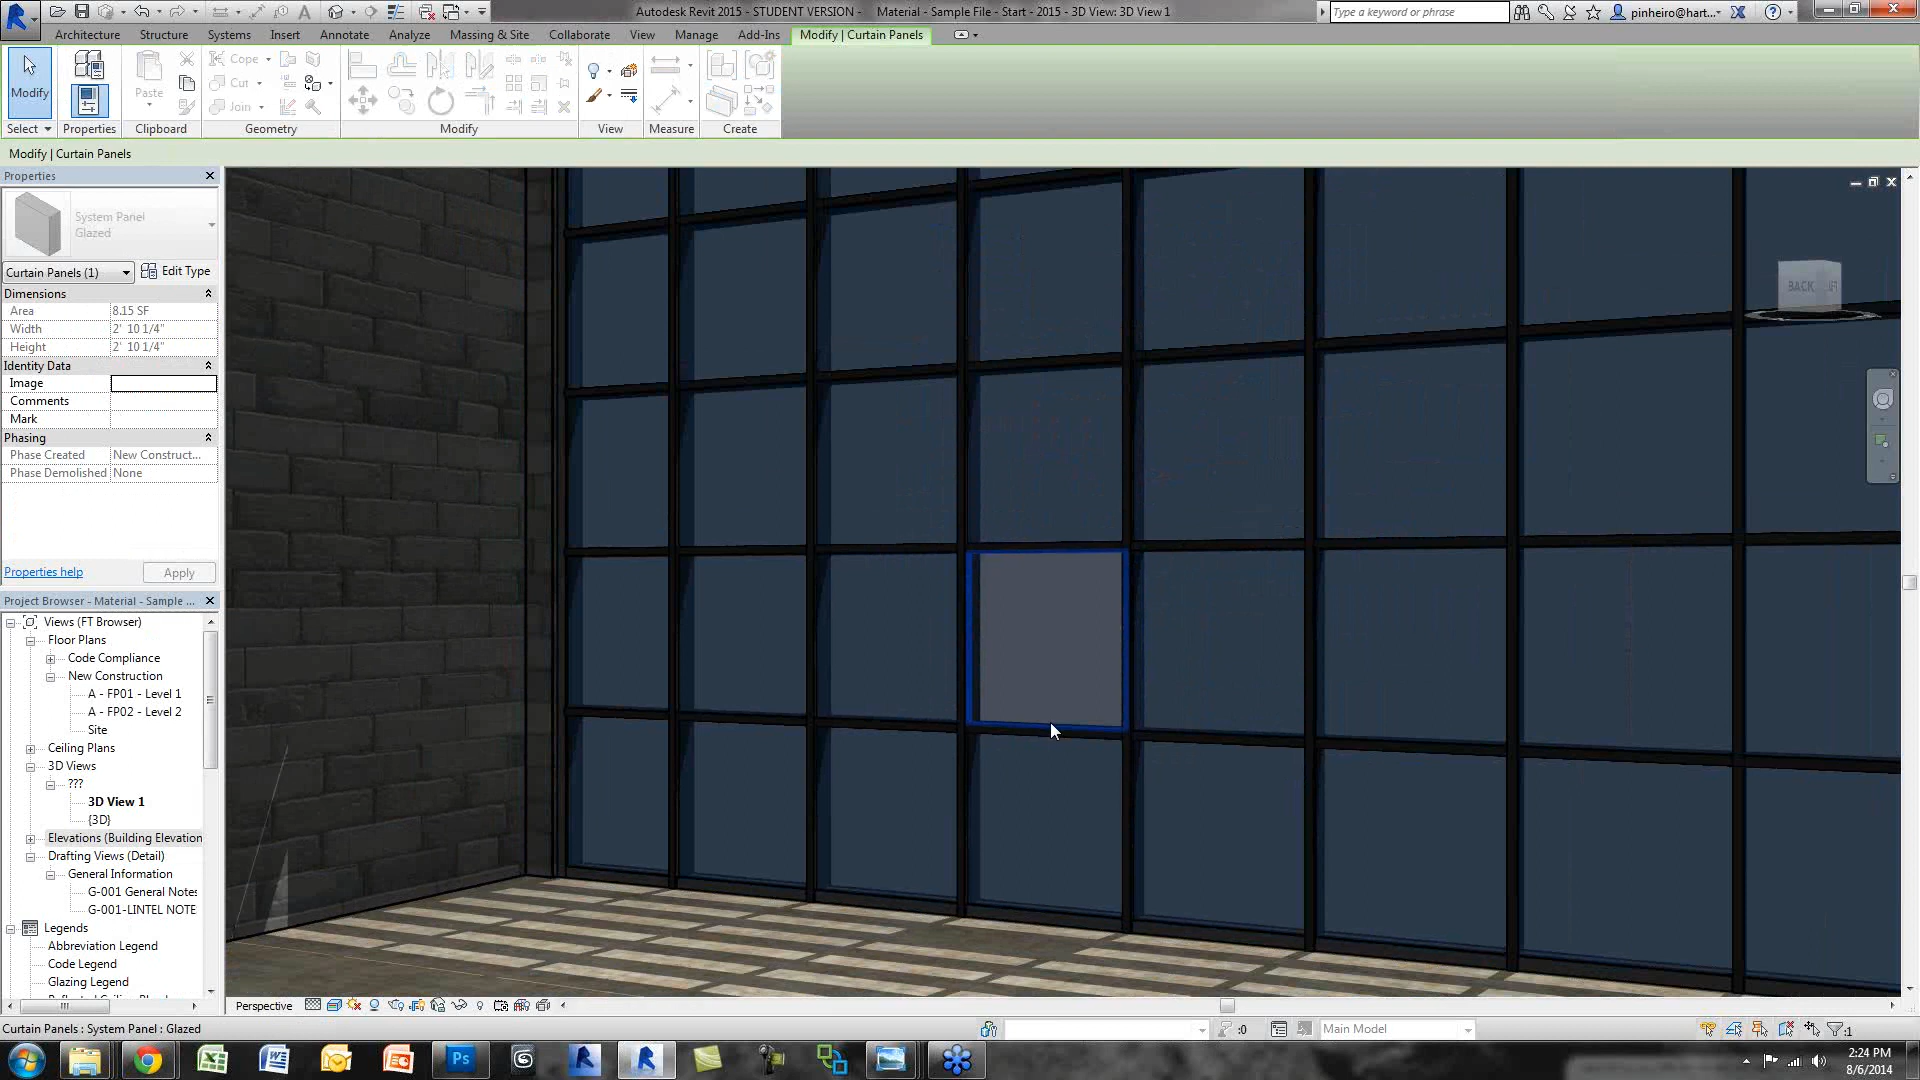 Autodesk Revit 2015 - STUDENT VERSION - Material - Sample File - Start - 2015 - 3D View: 3D View 1
Type a keyword or phrase
pinheiro@hart...
Architecture Structure Systems Insert Annotate Analyze Massing & Site Collaborate View Manage Add-Ins Modify | Curtain Panels
Modify
Paste
Cope
Cut
Join
Select Properties Clipboard Geometry Modify View Measure Create
Modify | Curtain Panels
Properties
System Panel
Glazed
Curtain Panels (1) Edit Type
Dimensions
Area 8.15 SF
Width 2' 10 1/4"
Height 2' 10 1/4"
Identity Data
Image
Comments
Mark
Phasing
Phase Created New Construct...
Phase Demolished None
Properties help Apply
BACK
Project Browser - Material - Sample ...
Views (FT Browser)
Floor Plans
Code Compliance
New Construction
A - FP01 - Level 1
A - FP02 - Level 2
Site
Ceiling Plans
3D Views
???
3D View 1
{3D}
Elevations (Building Elevation
Drafting Views (Detail)
General Information
G-001 General Notes
G-001-LINTEL NOTE
Legends
Abbreviation Legend
Code Legend
Glazing Legend
Perspective
Curtain Panels : System Panel : Glazed
:0
Main Model
:1
Ps
2:24 PM
8/6/2014